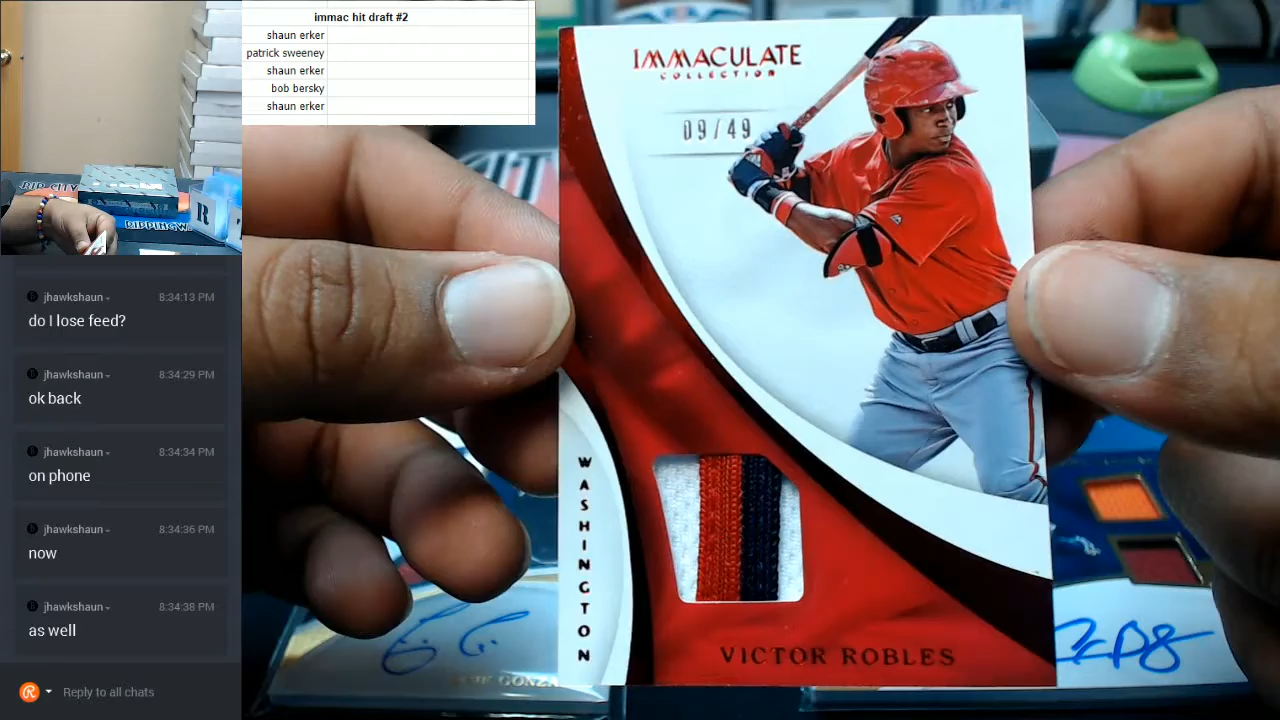 immac hit draft #2
shaun erker
patrick sweeney
shaun erker
bob bersky
shaun erker
RIP CITY
R
jhawkshaun
8:34:13 PM
do I lose feed?
jhawkshaun
8:34:29 PM
ok back
jhawkshaun
8:34:34 PM
on phone
jhawkshaun
8:34:36 PM
now
jhawkshaun
8:34:38 PM
as well
Reply to all chats
IMMACULATE
COLLECTION
09/49
WASHINGTON
VICTOR ROBLES